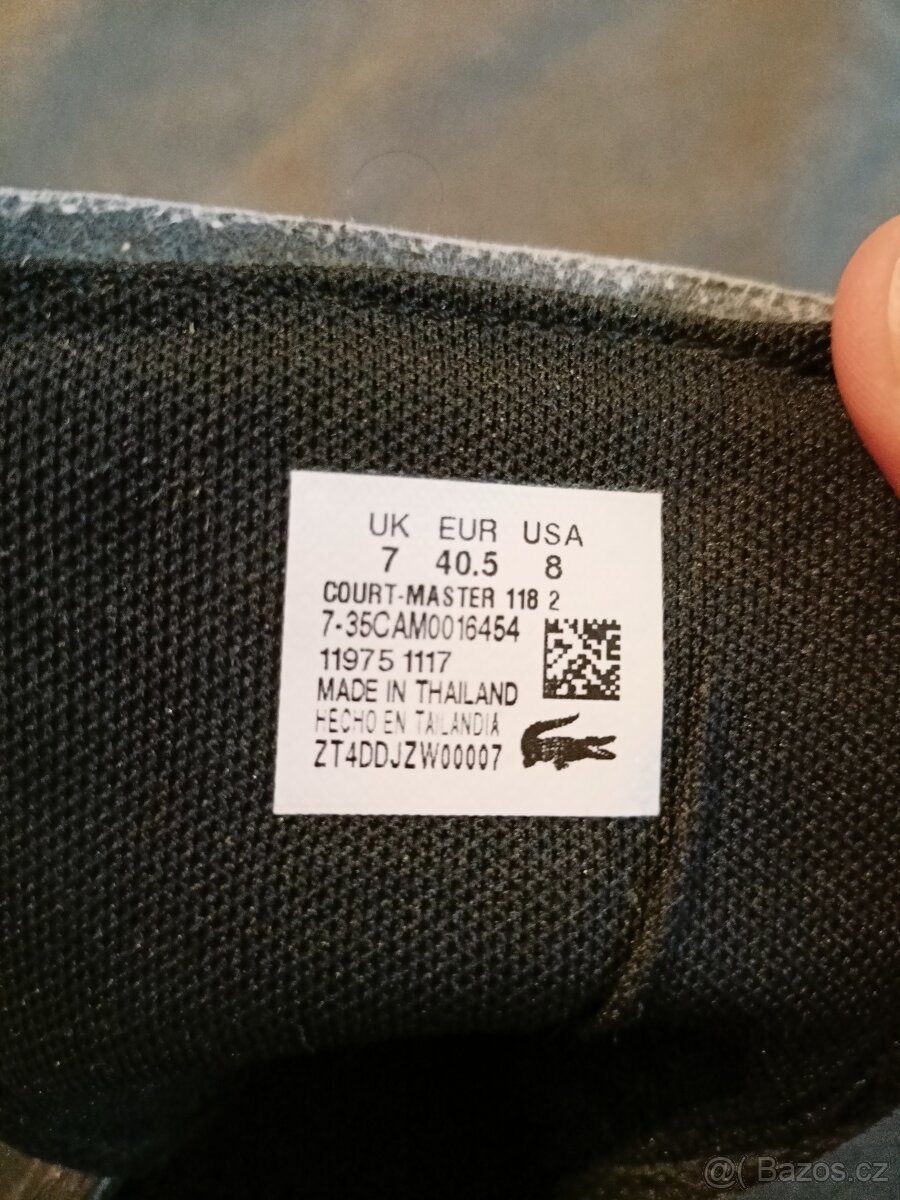 UK EUR USA
7 40.5 8
COURT-MASTER 118 2
7-35CAM0016454
11975 1117
MADE IN THAILAND
HECHO EN TAILANDIA
ZT4DDJZW00007
@( Bazos.cz